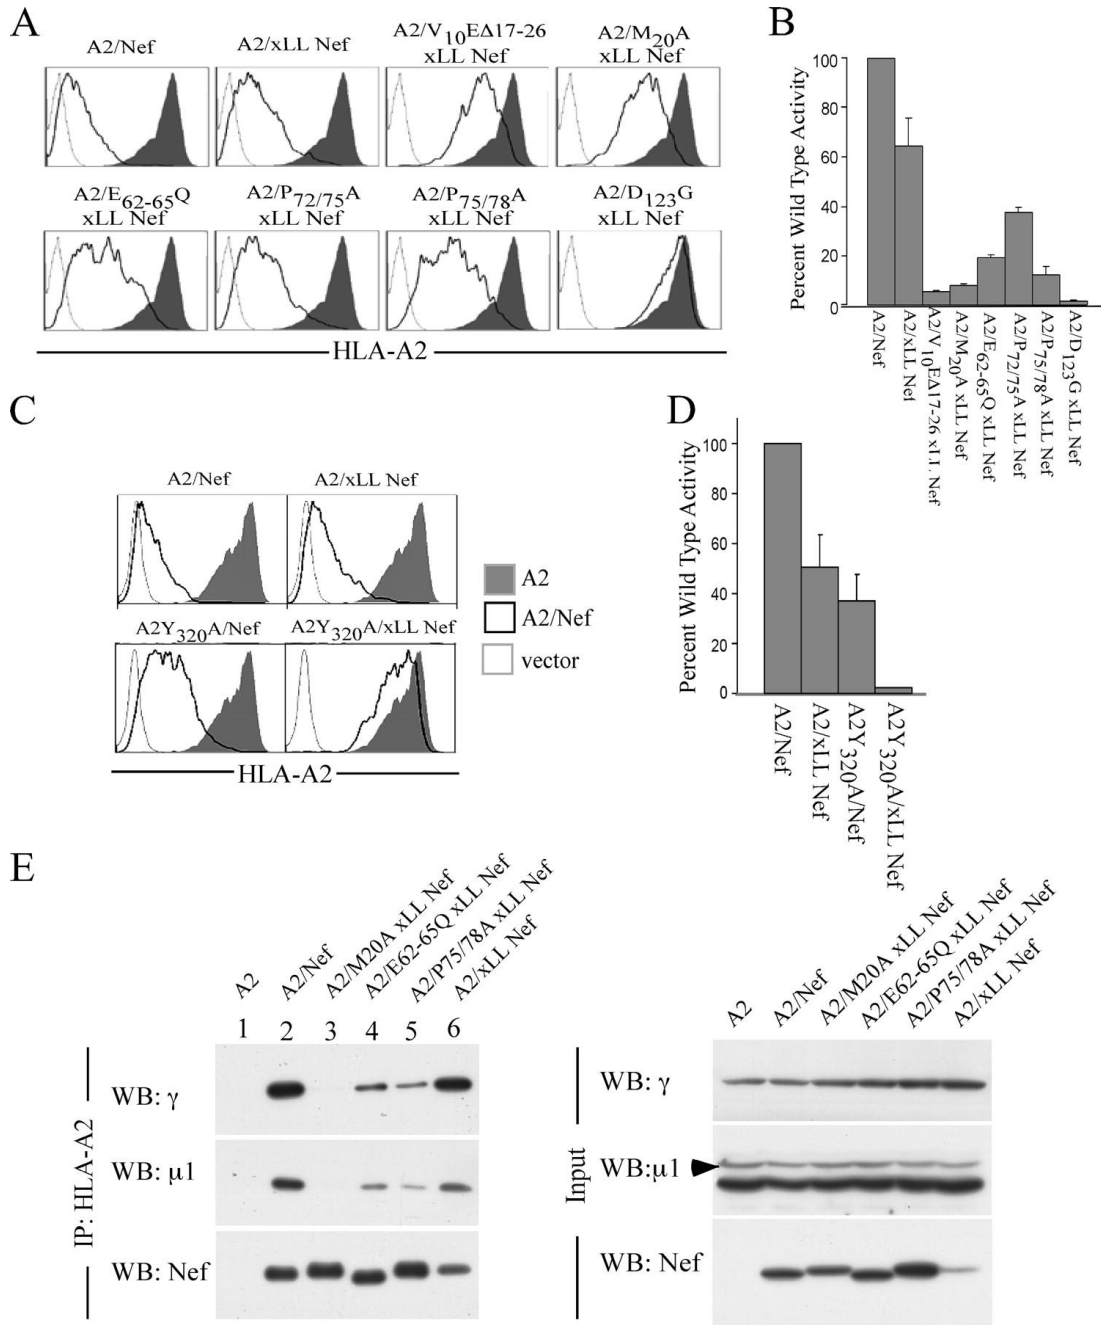 A
A2/Nef
A2/xLL Nef
A2/V10EΔ17-26
xLL Nef
A2/M20A
xLL Nef
A2/E62-65Q
xLL Nef
A2/P72/75A
xLL Nef
A2/P75/78A
xLL Nef
A2/D123G
xLL Nef
HLA-A2
B
Percent Wild Type Activity
100
80
60
40
20
0
A2/Nef
A2/xLL Nef
A2/V10EΔ17-26 xLL Nef
A2/M20A xLL Nef
A2/E62-65Q xLL Nef
A2/P72/75A xLL Nef
A2/P75/78A xLL Nef
A2/D123G xLL Nef
C
A2/Nef
A2/xLL Nef
A2Y320A/Nef
A2Y320A/xLL Nef
HLA-A2
A2
A2/Nef
vector
D
Percent Wild Type Activity
100
80
60
40
20
0
A2/Nef
A2/xLL Nef
A2Y320A/Nef
A2Y320A/xLL Nef
E
A2
A2/Nef
A2/M20A xLL Nef
A2/E62-65Q xLL Nef
A2/P75/78A xLL Nef
A2/xLL Nef
1 2 3 4 5 6
IP: HLA-A2
WB: γ
WB: μ1
WB: Nef
A2
A2/Nef
A2/M20A xLL Nef
A2/E62-65Q xLL Nef
A2/P75/78A xLL Nef
A2/xLL Nef
Input
WB: γ
WB:μ1
WB: Nef